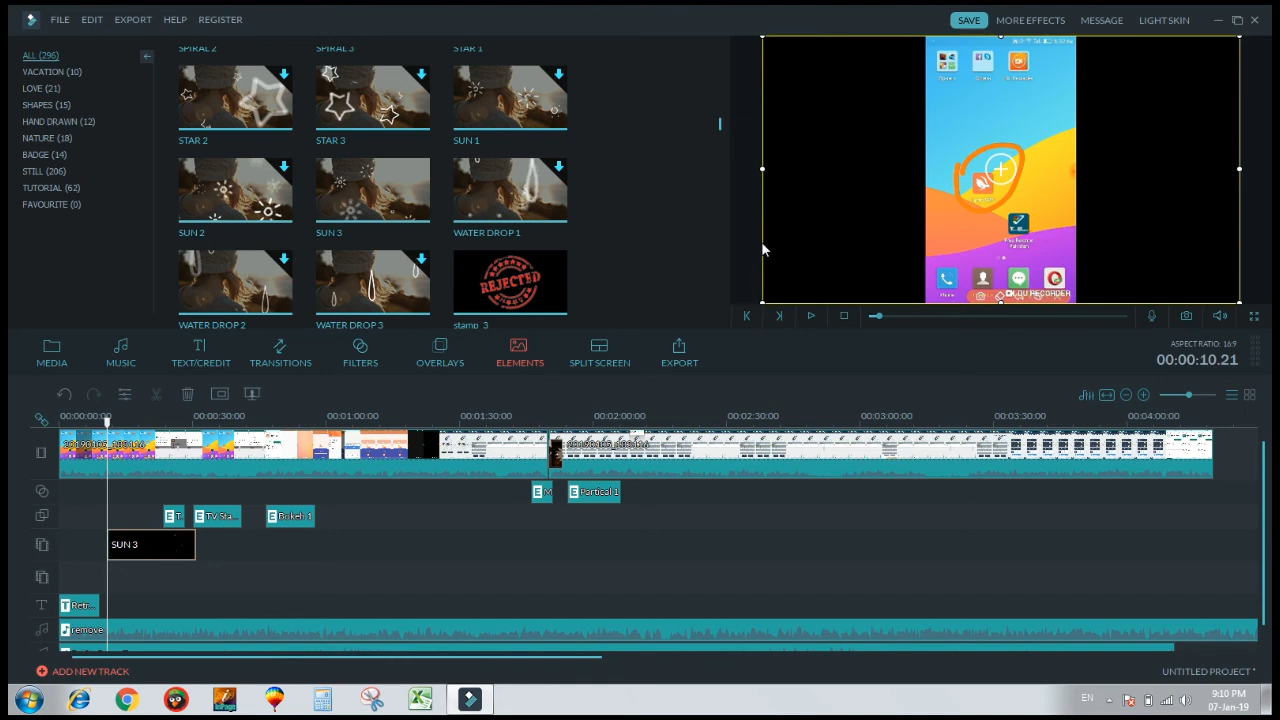 FILE EDIT EXPORT HELP REGISTER
SAVE MORE EFFECTS MESSAGE LIGHT SKIN
ALL (296)
VACATION (10)
LOVE (21)
SHAPES (15)
HAND DRAWN (12)
NATURE (18)
BADGE (14)
STILL (206)
TUTORIAL (62)
FAVOURITE (0)
SPIRAL 2 SPIRAL 3 STAR 1
STAR 2 STAR 3 SUN 1
SUN 2 SUN 3 WATER DROP 1
REJECTED
WATER DROP 2 WATER DROP 3 stamp_3
Phone
DU RECORDER
ASPECT RATIO: 16:9
00:00:10.21
MEDIA MUSIC TEXT/CREDIT TRANSITIONS FILTERS OVERLAYS ELEMENTS SPLIT SCREEN EXPORT
00:00:00:00 00:00:30:00 00:01:00:00 00:01:30:00 00:02:00:00 00:02:30:00 00:03:00:00 00:03:30:00 00:04:00:00
E M E Partical 1
E T. E TV Sta... E Bokeh 1
SUN 3
T Retr...
remove
ADD NEW TRACK
UNTITLED PROJECT *
EN
9:10 PM
07-Jan-19